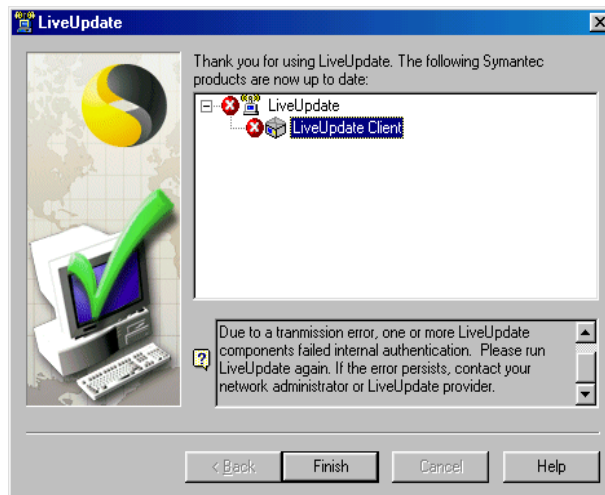 LiveUpdate
Thank you for using LiveUpdate. The following Symantec
products are now up to date:
LiveUpdate
LiveUpdate Client
Due to a tranmission error, one or more LiveUpdate
components failed internal authentication.  Please run
LiveUpdate again. If the error persists, contact your
network administrator or LiveUpdate provider.
< Back
Finish
Cancel
Help